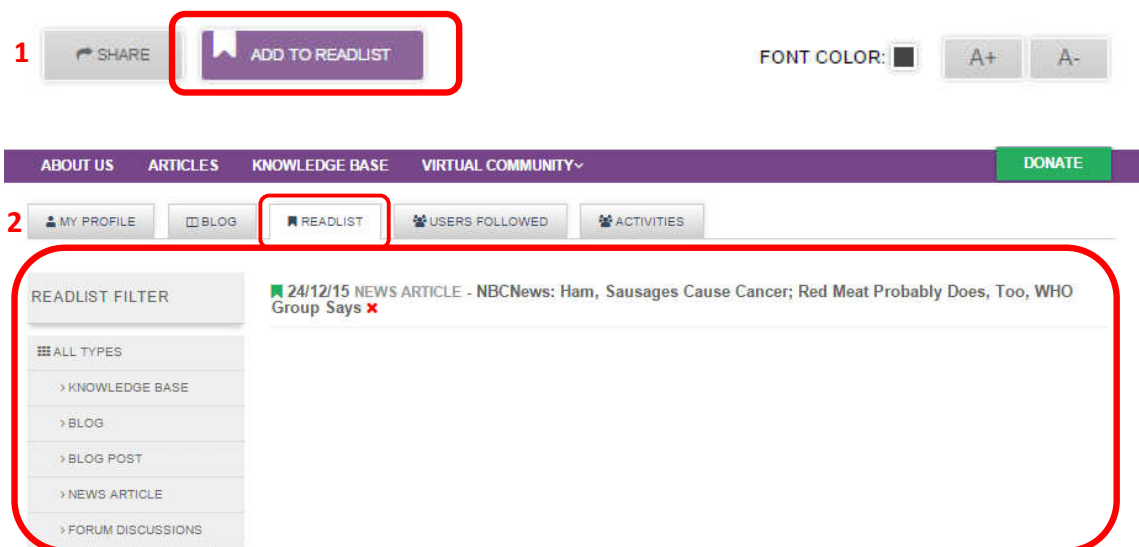 1 SHARE ADD TO READLIST FONT COLOR: A+ A-
ABOUT US ARTICLES KNOWLEDGE BASE VIRTUAL COMMUNITY DONATE
2 MY PROFILE BLOG READLIST USERS FOLLOWED ACTIVITIES
READLIST FILTER
24/12/15 NEWS ARTICLE - NBCNews: Ham, Sausages Cause Cancer; Red Meat Probably Does, Too, WHO
Group Says
ALL TYPES
> KNOWLEDGE BASE
> BLOG
> BLOG POST
> NEWS ARTICLE
> FORUM DISCUSSIONS